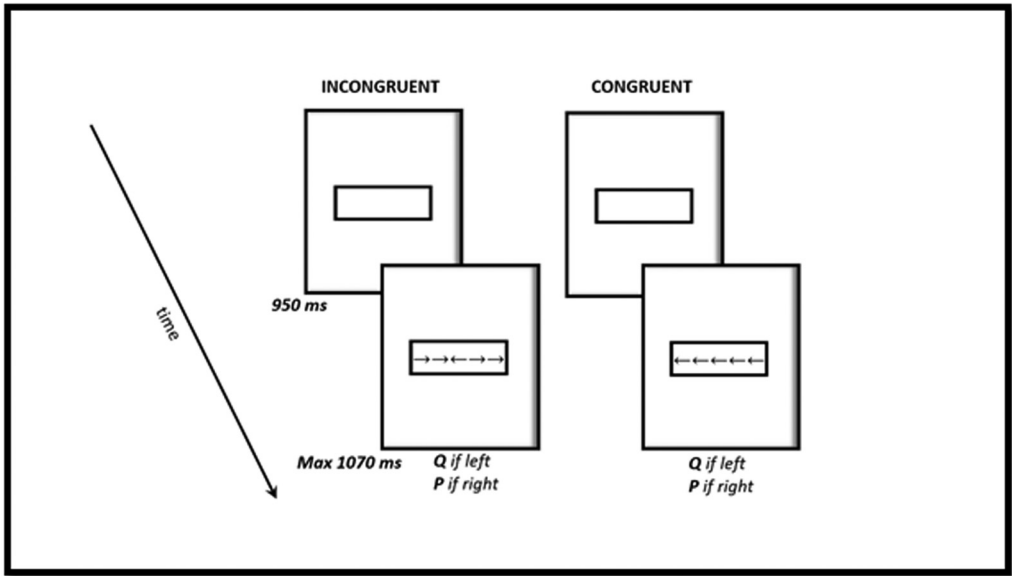 INCONGRUENT
CONGRUENT
time
950 ms
→→←→→
←←←←←
Max 1070 ms
Q if left
P if right
Q if left
P if right